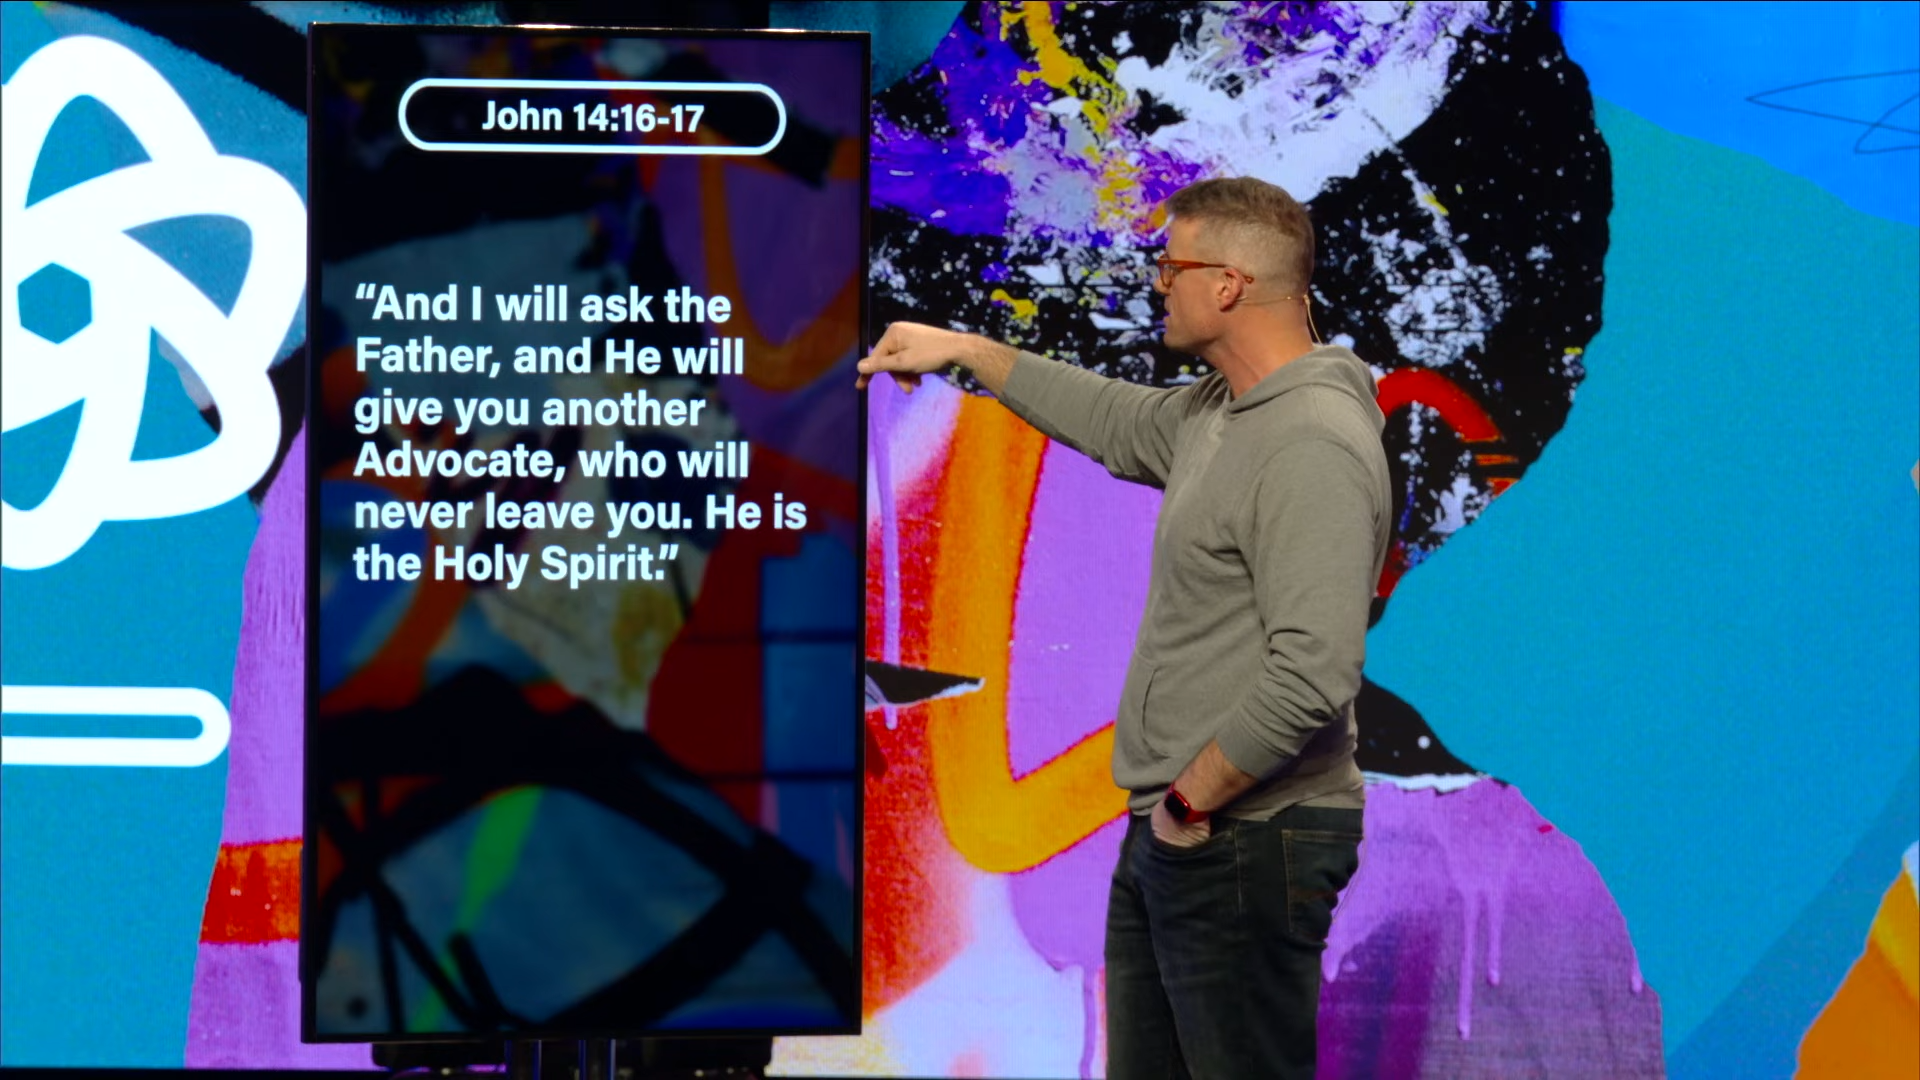 John 14:16-17
“And I will ask the
Father, and He will
give you another
Advocate, who will
never leave you. He is
the Holy Spirit.”